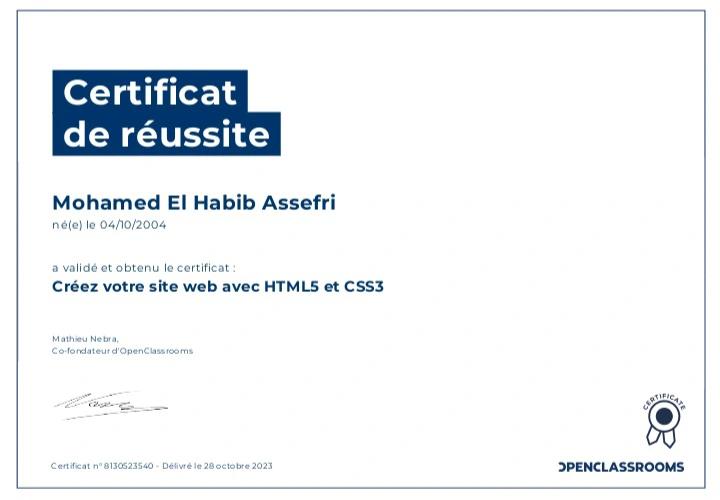 Certificat
de réussite
Mohamed El Habib Assefri
né(e) le 04/10/2004
a validé et obtenu le certificat :
Créez votre site web avec HTML5 et CSS3
Mathieu Nebra,
Co-fondateur d'OpenClassrooms
CERTIFICATE
Certificat n° 8130523540 - Délivré le 28 octobre 2023
OPENCLASSROOMS